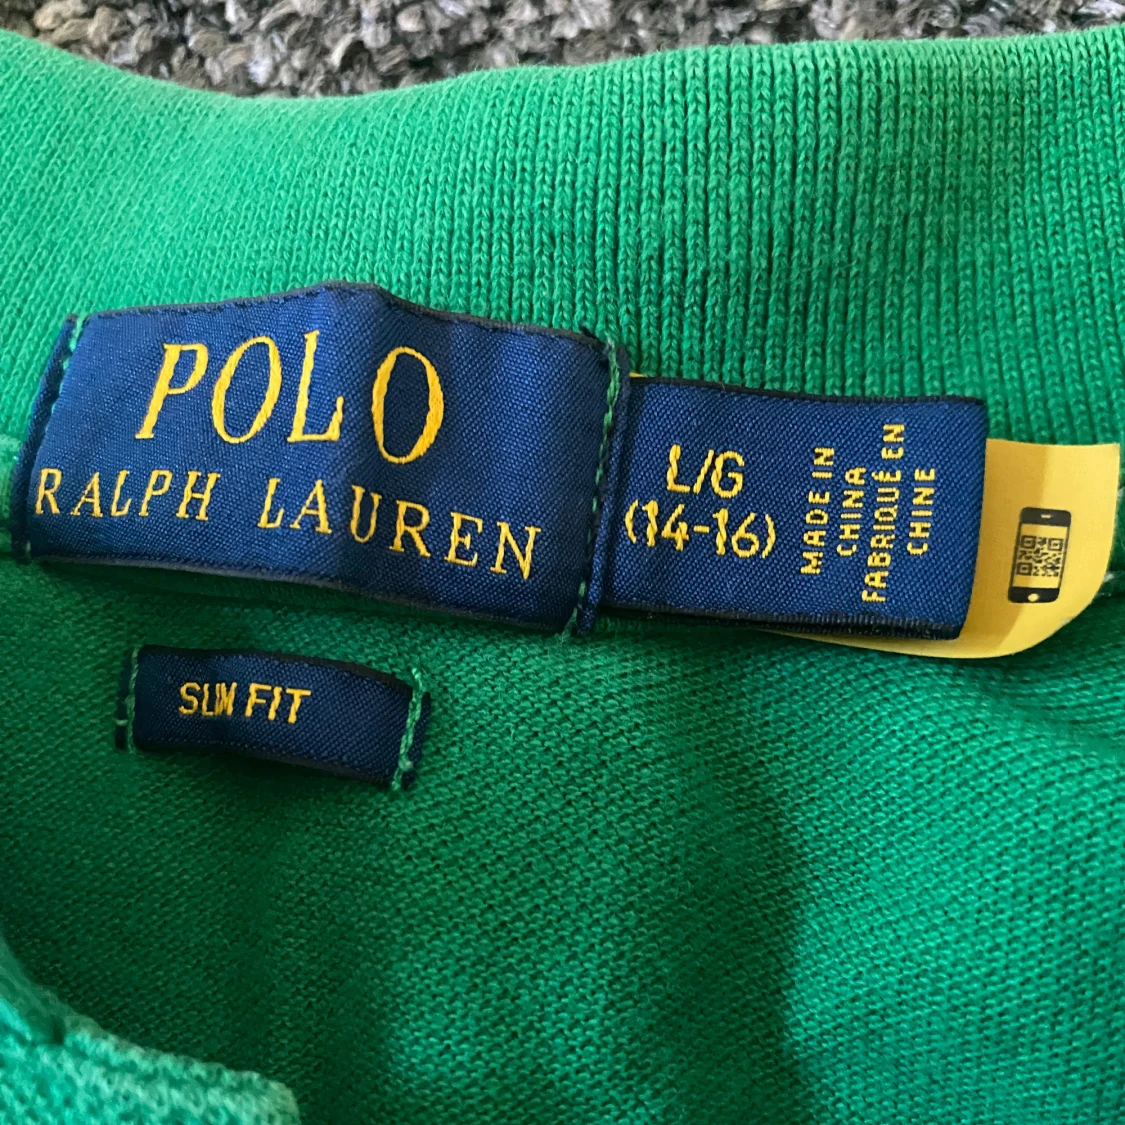 POLO
RALPH LAUREN
L/G
(14-16)
MADE IN
CHINA
FABRIQUÉ EN
CHINE
SLIM FIT